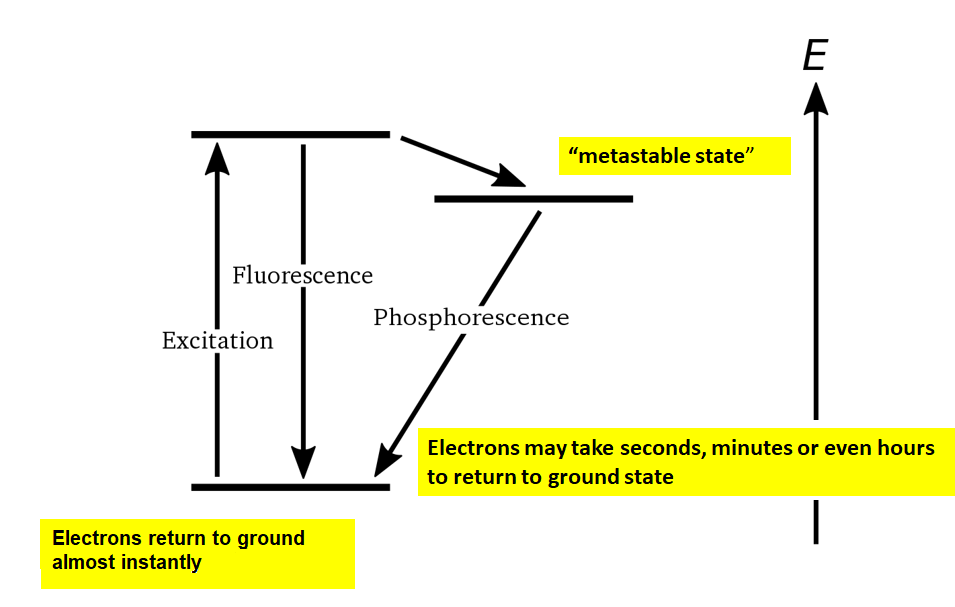 E
“metastable state”
Fluorescence
Phosphorescence
Excitation
Electrons may take seconds, minutes or even hours
to return to ground state
Electrons return to ground
almost instantly